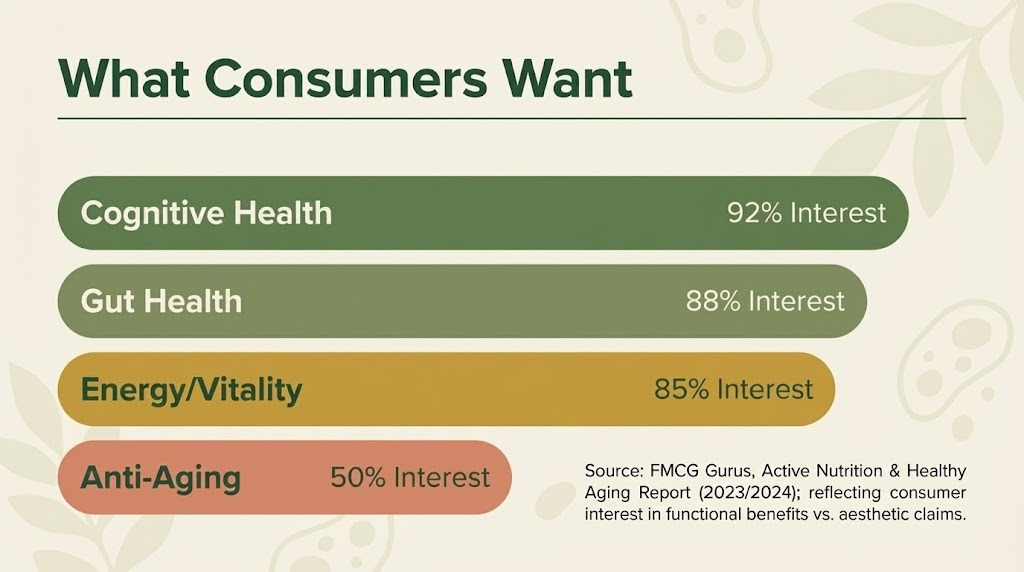 What Consumers Want
Cognitive Health 92% Interest
Gut Health 88% Interest
Energy/Vitality 85% Interest
Anti-Aging 50% Interest
Source: FMCG Gurus, Active Nutrition & Healthy
Aging Report (2023/2024); reflecting consumer
interest in functional benefits vs. aesthetic claims.